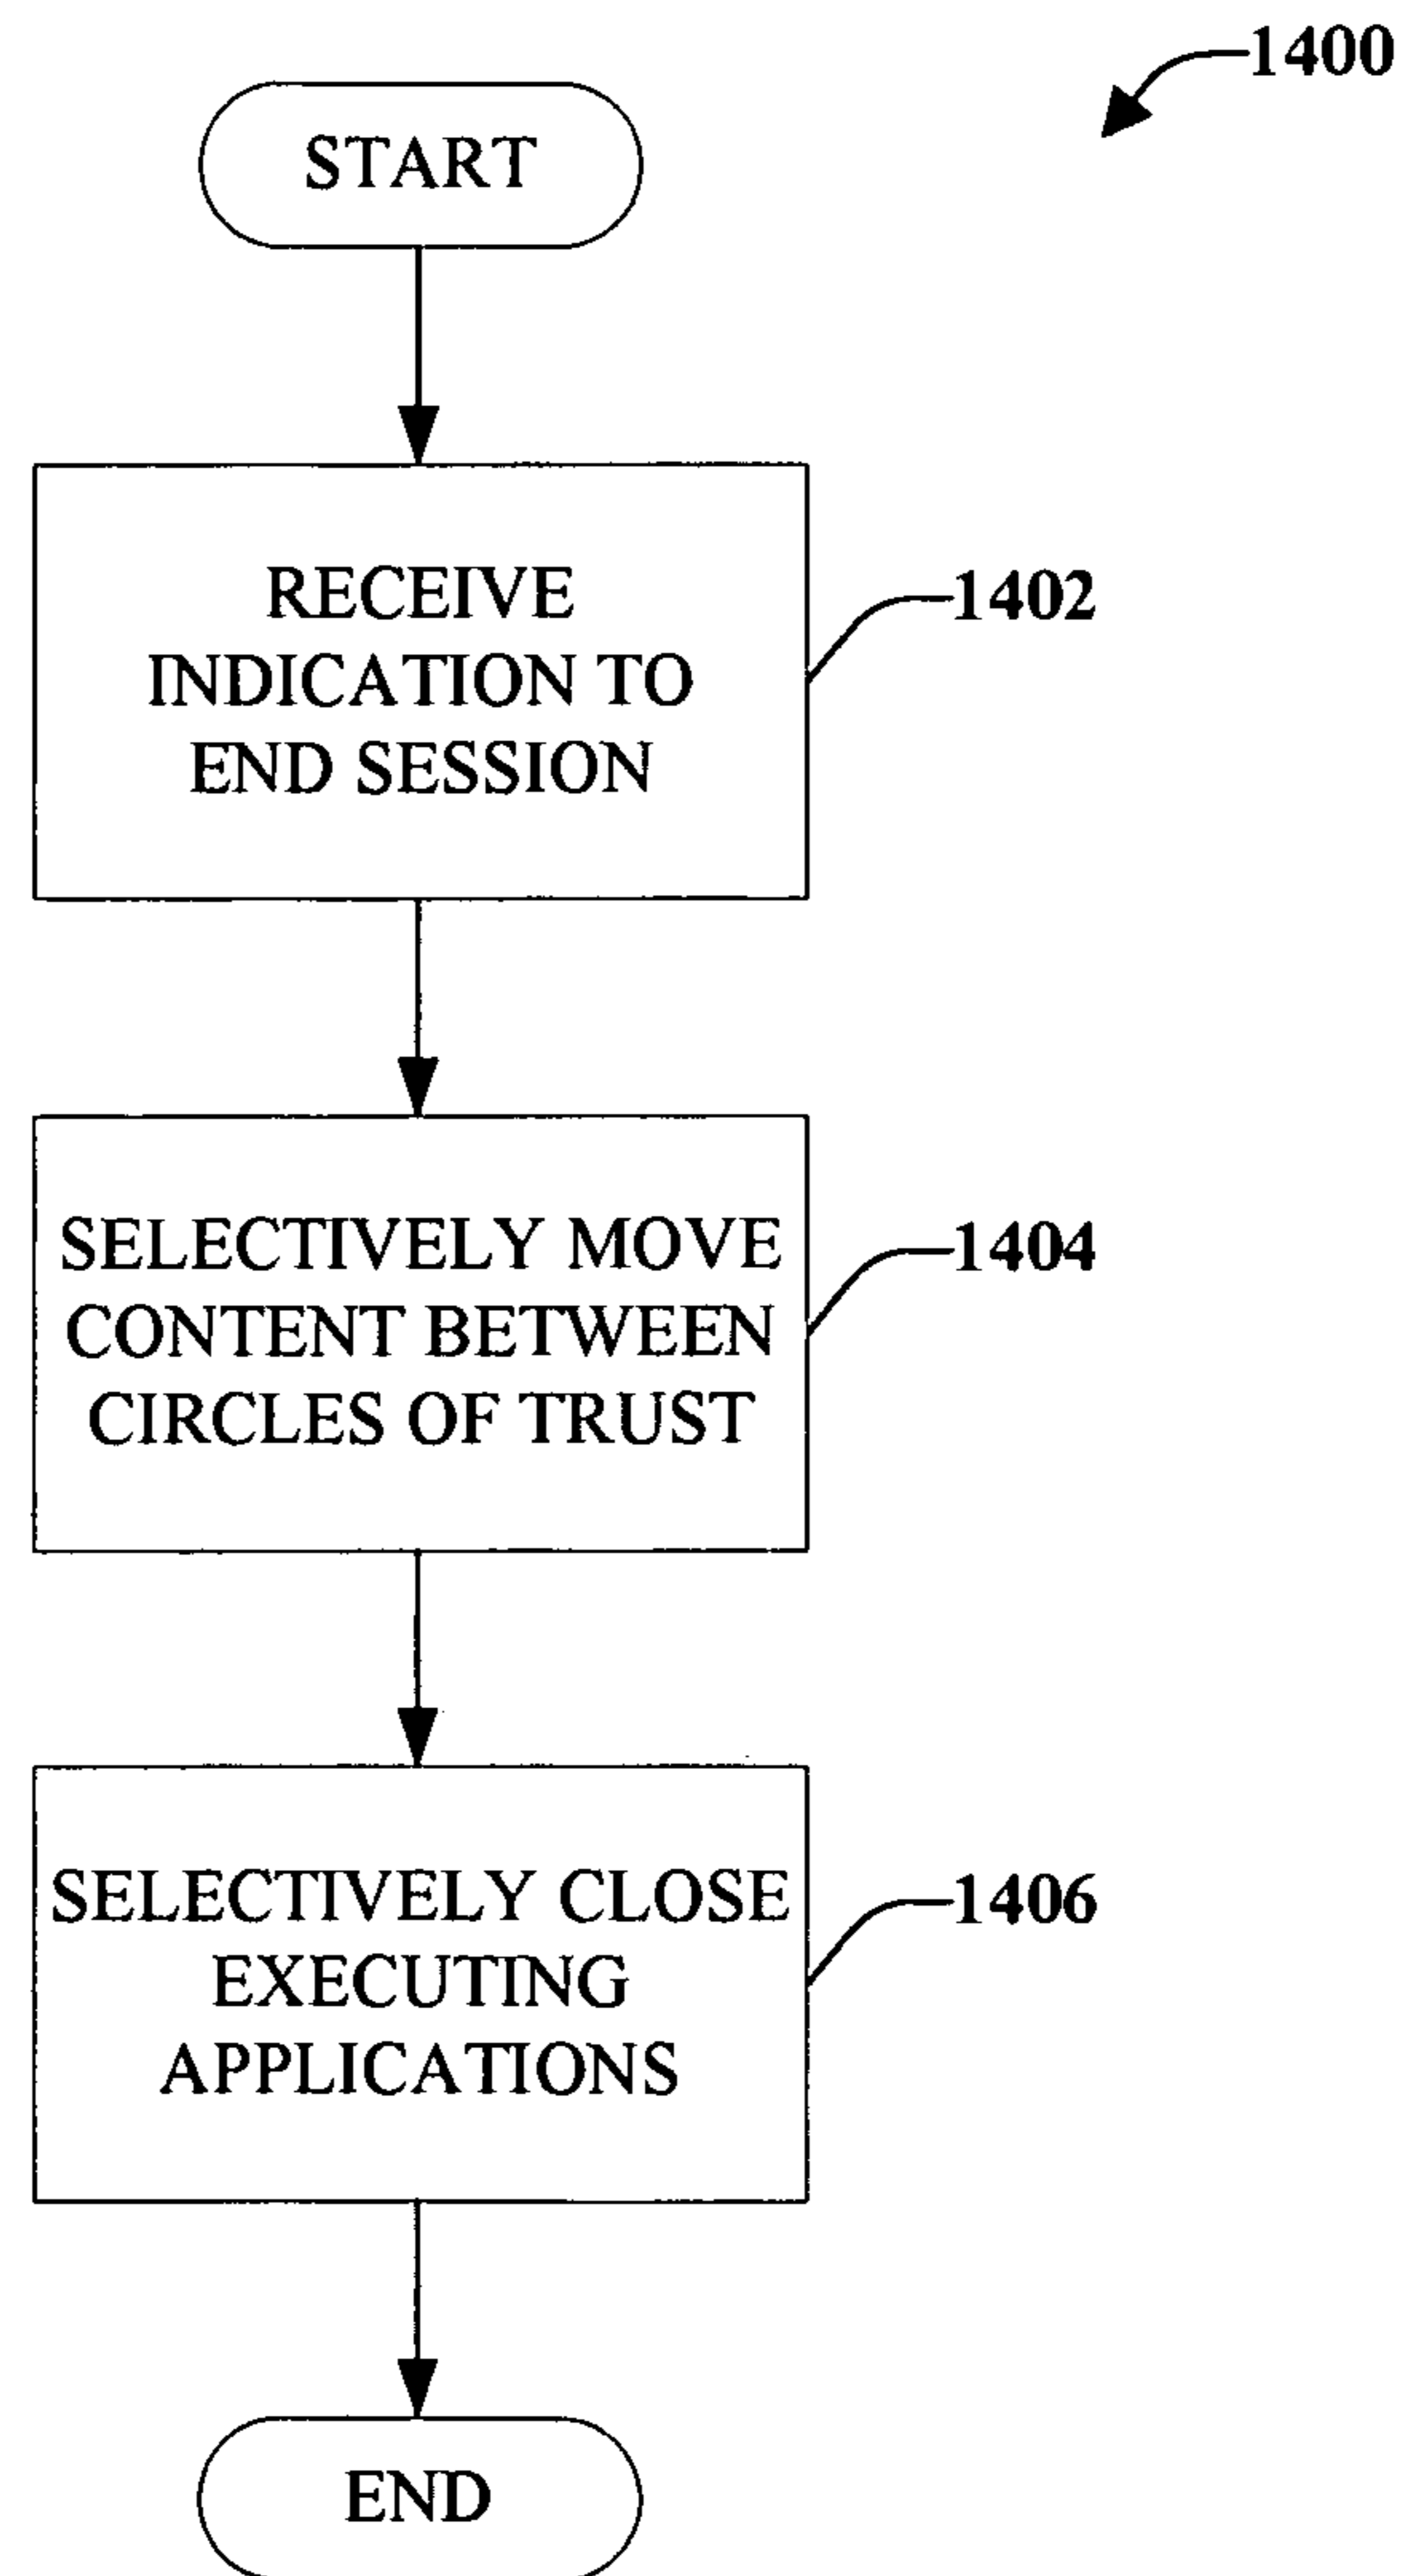 1400
START
RECEIVE
INDICATION TO
END SESSION
1402
SELECTIVELY MOVE
CONTENT BETWEEN
CIRCLES OF TRUST
1404
SELECTIVELY CLOSE
EXECUTING
APPLICATIONS
1406
END